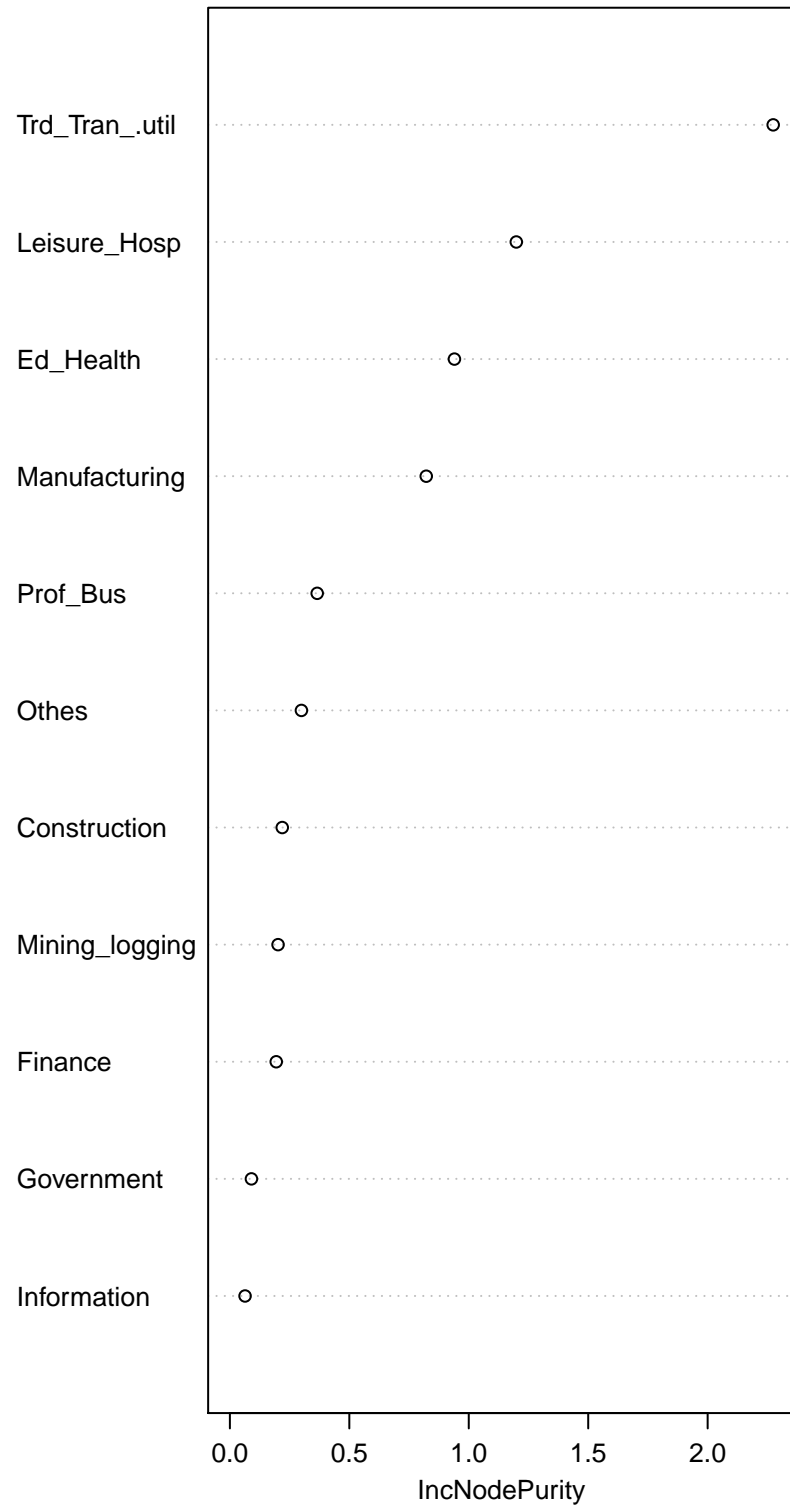 Trd_Tran_.util
Leisure_Hosp
Ed_Health
Manufacturing
Prof_Bus
Othes
Construction
Mining_logging
Finance
Government
Information
0.0 0.5 1.0 1.5 2.0
IncNodePurity